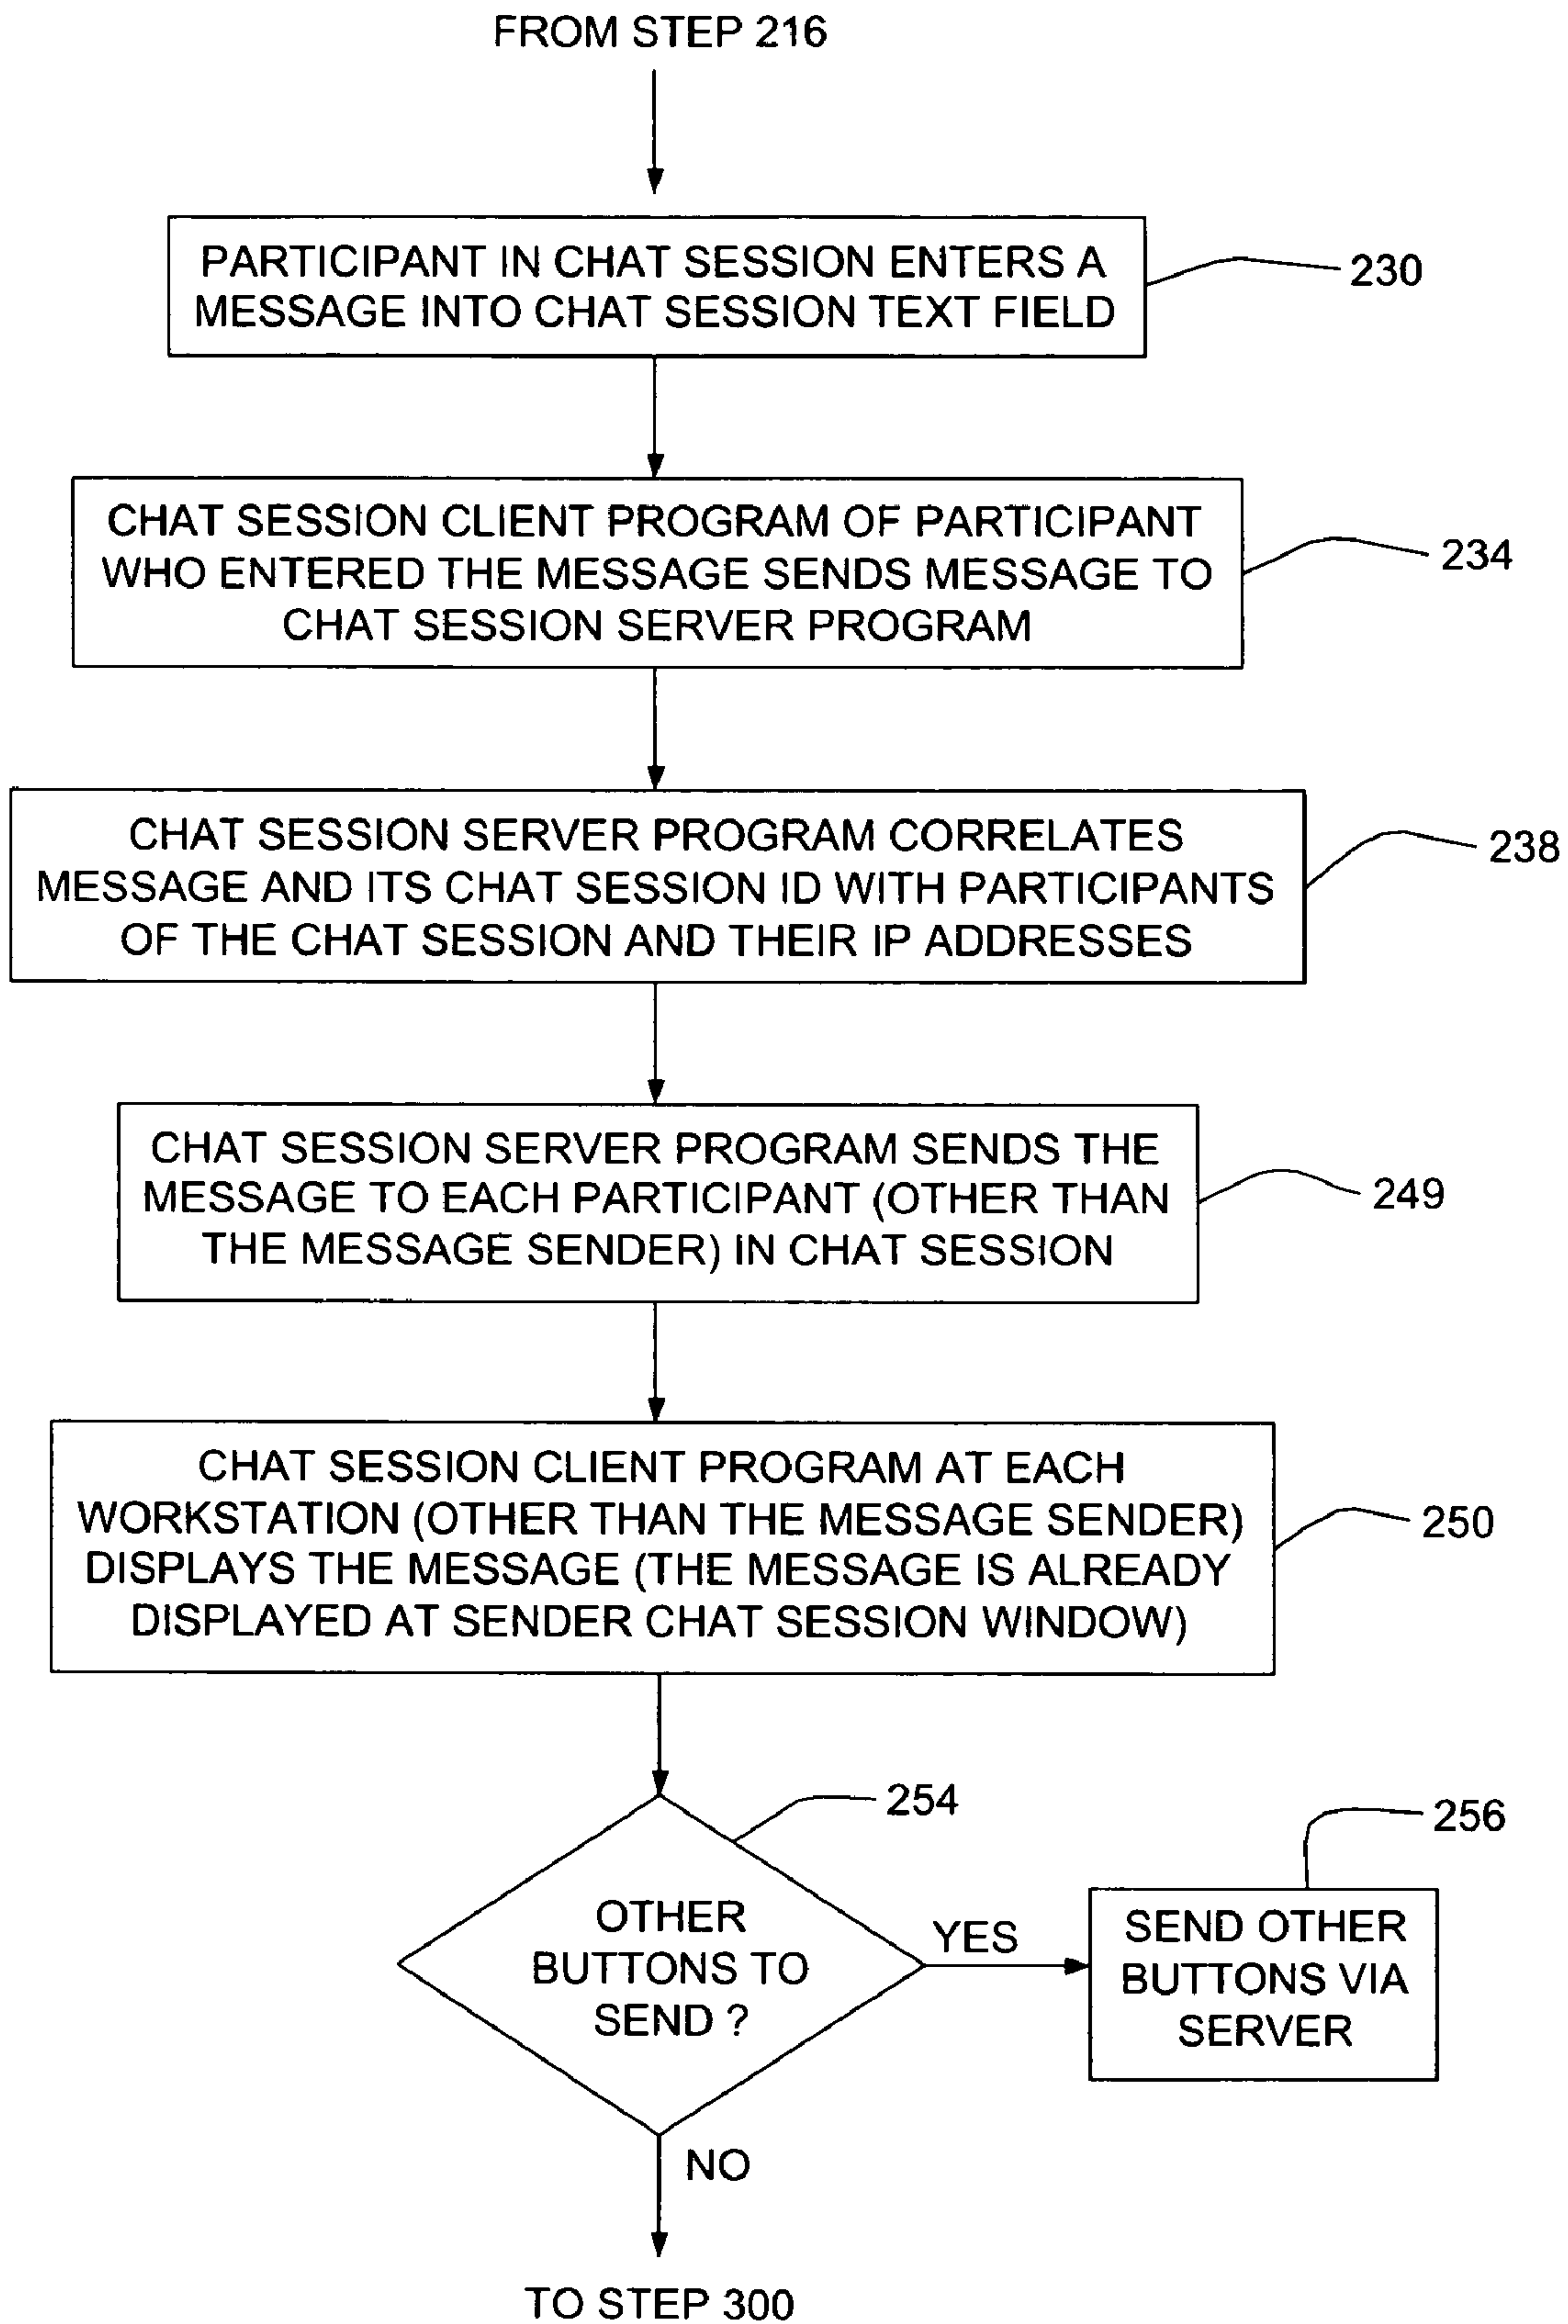 FROM STEP 216
PARTICIPANT IN CHAT SESSION ENTERS A
MESSAGE INTO CHAT SESSION TEXT FIELD
230
CHAT SESSION CLIENT PROGRAM OF PARTICIPANT
WHO ENTERED THE MESSAGE SENDS MESSAGE TO
CHAT SESSION SERVER PROGRAM
234
CHAT SESSION SERVER PROGRAM CORRELATES
MESSAGE AND ITS CHAT SESSION ID WITH PARTICIPANTS
OF THE CHAT SESSION AND THEIR IP ADDRESSES
238
CHAT SESSION SERVER PROGRAM SENDS THE
MESSAGE TO EACH PARTICIPANT (OTHER THAN
THE MESSAGE SENDER) IN CHAT SESSION
249
CHAT SESSION CLIENT PROGRAM AT EACH
WORKSTATION (OTHER THAN THE MESSAGE SENDER)
DISPLAYS THE MESSAGE (THE MESSAGE IS ALREADY
DISPLAYED AT SENDER CHAT SESSION WINDOW)
250
254
OTHER
BUTTONS TO
SEND ?
YES
256
SEND OTHER
BUTTONS VIA
SERVER
NO
TO STEP 300